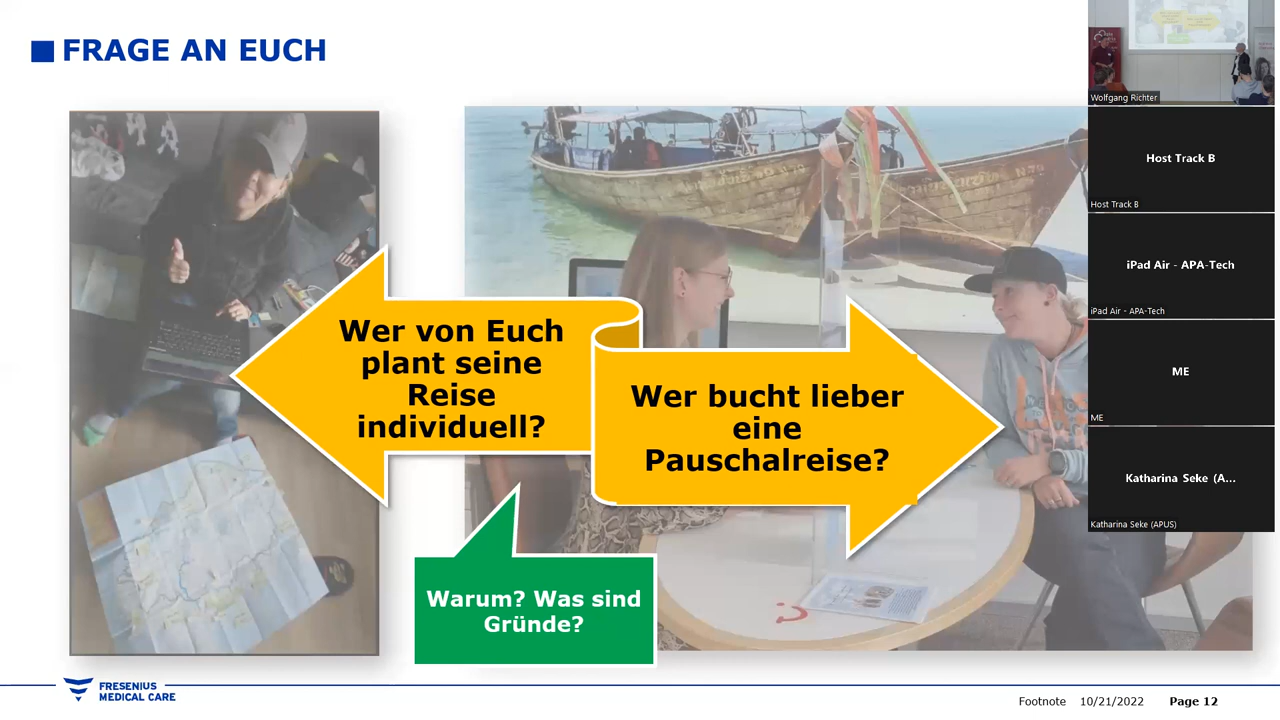 FRAGE AN EUCH
Wer von Euch
plant seine
Reise
individuell?
Wer bucht lieber
eine
Pauschalreise?
Warum? Was sind
Gründe?
FRESENIUS
MEDICAL CARE
Footnote 10/21/2022 Page 12
Wolfgang Richter
Host Track B
Host Track B
iPad Air - APA-Tech
iPad Air - APA-Tech
ME
ME
Katharina Seke (A...
Katharina Seke (APUS)